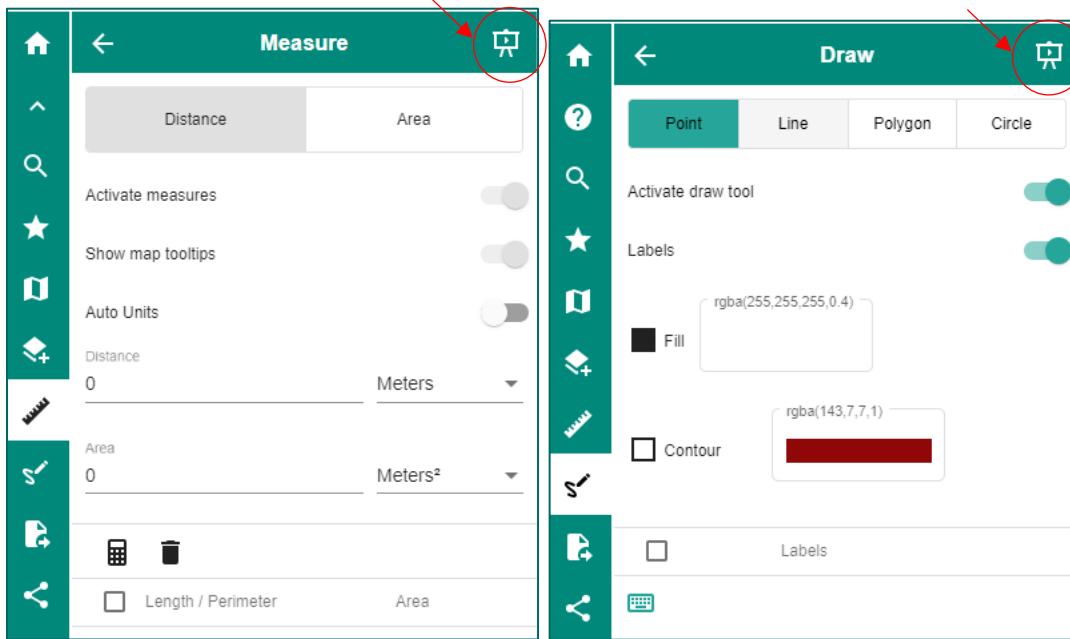 Measure
Distance Area
Activate measures
Show map tooltips
Auto Units
Distance
0 Meters
Area
0 Meters²
Length / Perimeter Area
Draw
Point Line Polygon Circle
Activate draw tool
Labels
rgba(255,255,255,0.4)
Fill
rgba(143,7,7,1)
Contour
Labels